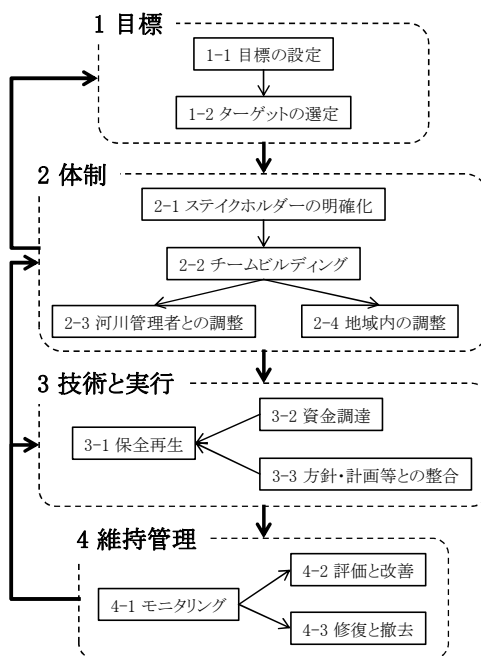 1 目標
1-1 目標の設定
1-2 ターゲットの選定
2 体制
2-1 ステイクホルダーの明確化
2-2 チームビルディング
2-3 河川管理者との調整
2-4 地域内の調整
3 技術と実行
3-2 資金調達
3-1 保全再生
3-3 方針・計画等との整合
4 維持管理
4-2 評価と改善
4-1 モニタリング
4-3 修復と撤去